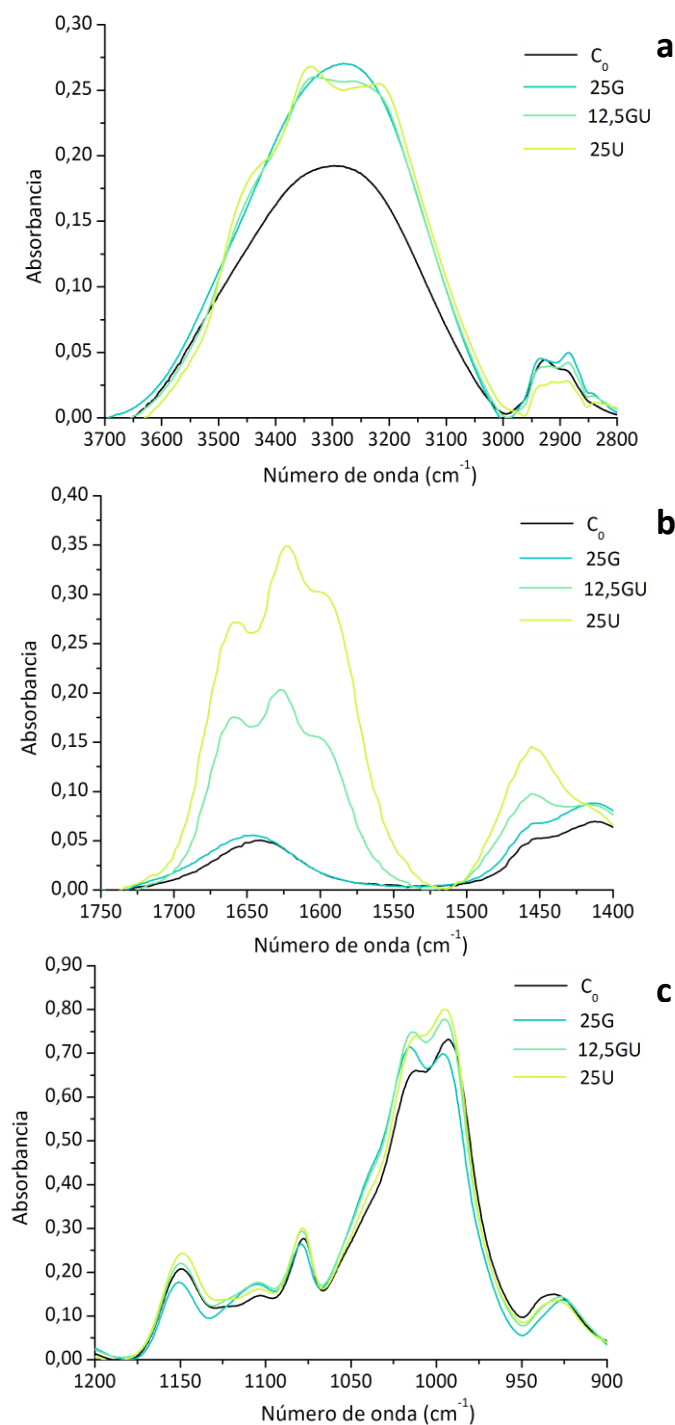 a
0,30
0,25
0,20
0,15
0,10
0,05
0,00
Absorbancia
C₀
25G
12,5GU
25U
3700 3600 3500 3400 3300 3200 3100 3000 2900 2800
Número de onda (cm⁻¹)
b
0,40
0,35
0,30
0,25
0,20
0,15
0,10
0,05
0,00
Absorbancia
C₀
25G
12,5GU
25U
1750 1700 1650 1600 1550 1500 1450 1400
Número de onda (cm⁻¹)
c
0,90
0,80
0,70
0,60
0,50
0,40
0,30
0,20
0,10
0,00
Absorbancia
C₀
25G
12,5GU
25U
1200 1150 1100 1050 1000 950 900
Número de onda (cm⁻¹)